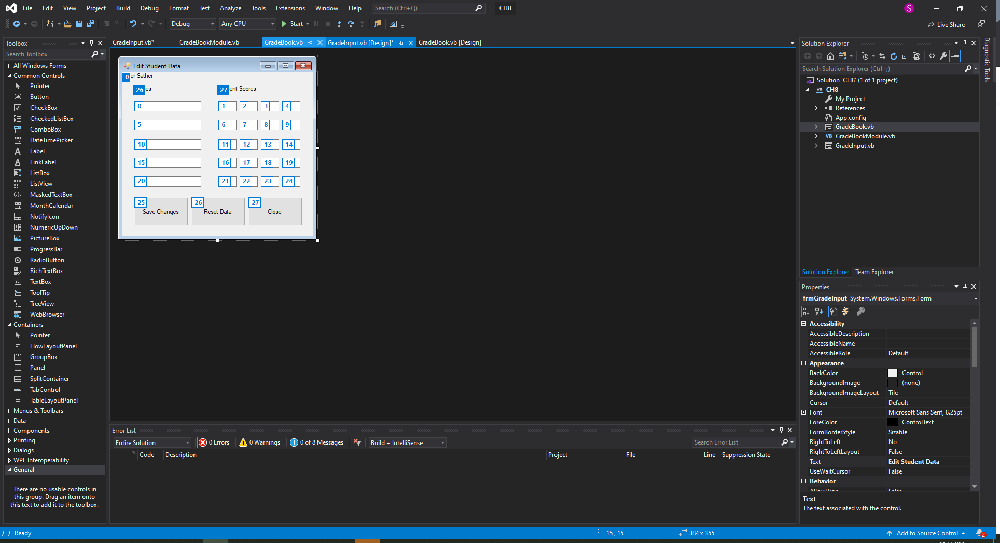 File Edit View Project Build Debug Format Test Analyze Tools Extensions Window Help Search (Ctrl+Q) CH8 S
Debug Any CPU Start Live Share
Toolbox
Search Toolbox
All Windows Forms
Common Controls
Pointer
Button
CheckBox
CheckedListBox
ComboBox
DateTimePicker
Label
LinkLabel
ListBox
ListView
MaskedTextBox
MonthCalendar
NotifyIcon
NumericUpDown
PictureBox
ProgressBar
RadioButton
RichTextBox
TextBox
ToolTip
TreeView
WebBrowser
Containers
Pointer
FlowLayoutPanel
GroupBox
Panel
SplitContainer
TabControl
TableLayoutPanel
Menus & Toolbars
Data
Components
Printing
Dialogs
WPF Interoperability
General
There are no usable controls in
this group. Drag an item onto
this text to add it to the toolbox.
GradeInput.vb* GradeBookModule.vb GradeBook.vb GradeInput.vb [Design]* GradeBook.vb [Design]
Edit Student Data
0 er Sather
26 es 27 ent Scores
0 1 2 3 4
5 6 7 8 9
10 11 12 13 14
15 16 17 18 19
20 21 22 23 24
25 26 27
Save Changes Reset Data Close
Error List
Entire Solution 0 Errors 0 Warnings 0 of 8 Messages Build + IntelliSense Search Error List
Code Description Project File Line Suppression State
Solution Explorer
Search Solution Explorer (Ctrl+;)
Solution 'CH8' (1 of 1 project)
VB CH8
My Project
References
App.config
GradeBook.vb
VB GradeBookModule.vb
GradeInput.vb
Solution Explorer Team Explorer
Properties
frmGradeInput System.Windows.Forms.Form
Accessibility
AccessibleDescription
AccessibleName
AccessibleRole Default
Appearance
BackColor Control
BackgroundImage (none)
BackgroundImageLayout Tile
Cursor Default
Font Microsoft Sans Serif, 8.25pt
ForeColor ControlText
FormBorderStyle Sizable
RightToLeft No
RightToLeftLayout False
Text Edit Student Data
UseWaitCursor False
Behavior
AllowDrop False
Text
The text associated with the control.
Diagnostic Tools
Ready 15 , 15 384 x 355 Add to Source Control 2